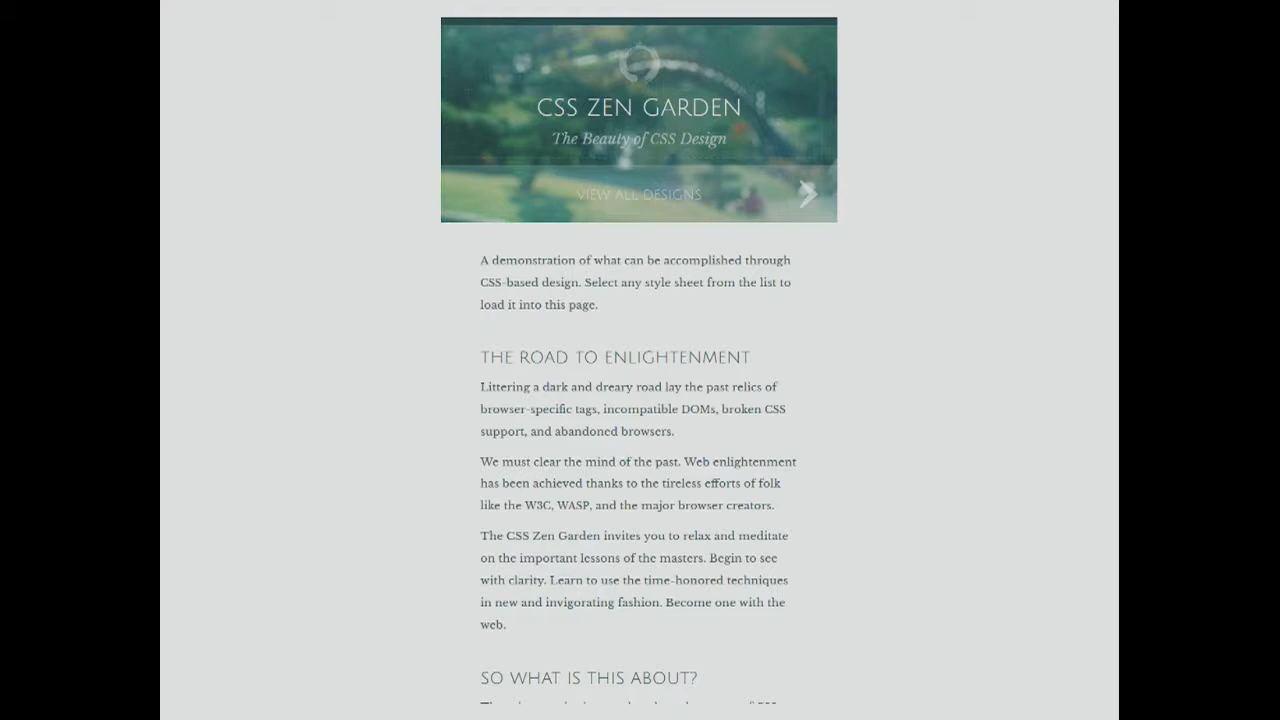 CSS ZEN GARDEN
The Beauty of CSS Design
VIEW ALL DESIGNS
A demonstration of what can be accomplished through
CSS-based design. Select any style sheet from the list to
load it into this page.
THE ROAD TO ENLIGHTENMENT
Littering a dark and dreary road lay the past relics of
browser-specific tags, incompatible DOMs, broken CSS
support, and abandoned browsers.
We must clear the mind of the past. Web enlightenment
has been achieved thanks to the tireless efforts of folk
like the W3C, WASP, and the major browser creators.
The CSS Zen Garden invites you to relax and meditate
on the important lessons of the masters. Begin to see
with clarity. Learn to use the time-honored techniques
in new and invigorating fashion. Become one with the
web.
SO WHAT IS THIS ABOUT?